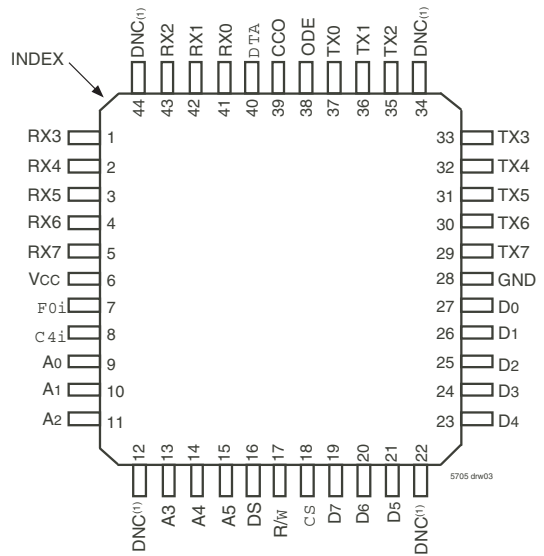 DNC(1) RX2 RX1 RX0 DTA CCO ODE TX0 TX1 TX2 DNC(1)
INDEX
44 43 42 41 40 39 38 37 36 35 34
RX3 1 33 TX3
RX4 2 32 TX4
RX5 3 31 TX5
RX6 4 30 TX6
RX7 5 29 TX7
VCC 6 28 GND
F0i 7 27 D0
C4i 8 26 D1
A0 9 25 D2
A1 10 24 D3
A2 11 23 D4
12 13 14 15 16 17 18 19 20 21 22
5705 drw03
DNC(1) A3 A4 A5 DS R/W CS D7 D6 D5 DNC(1)